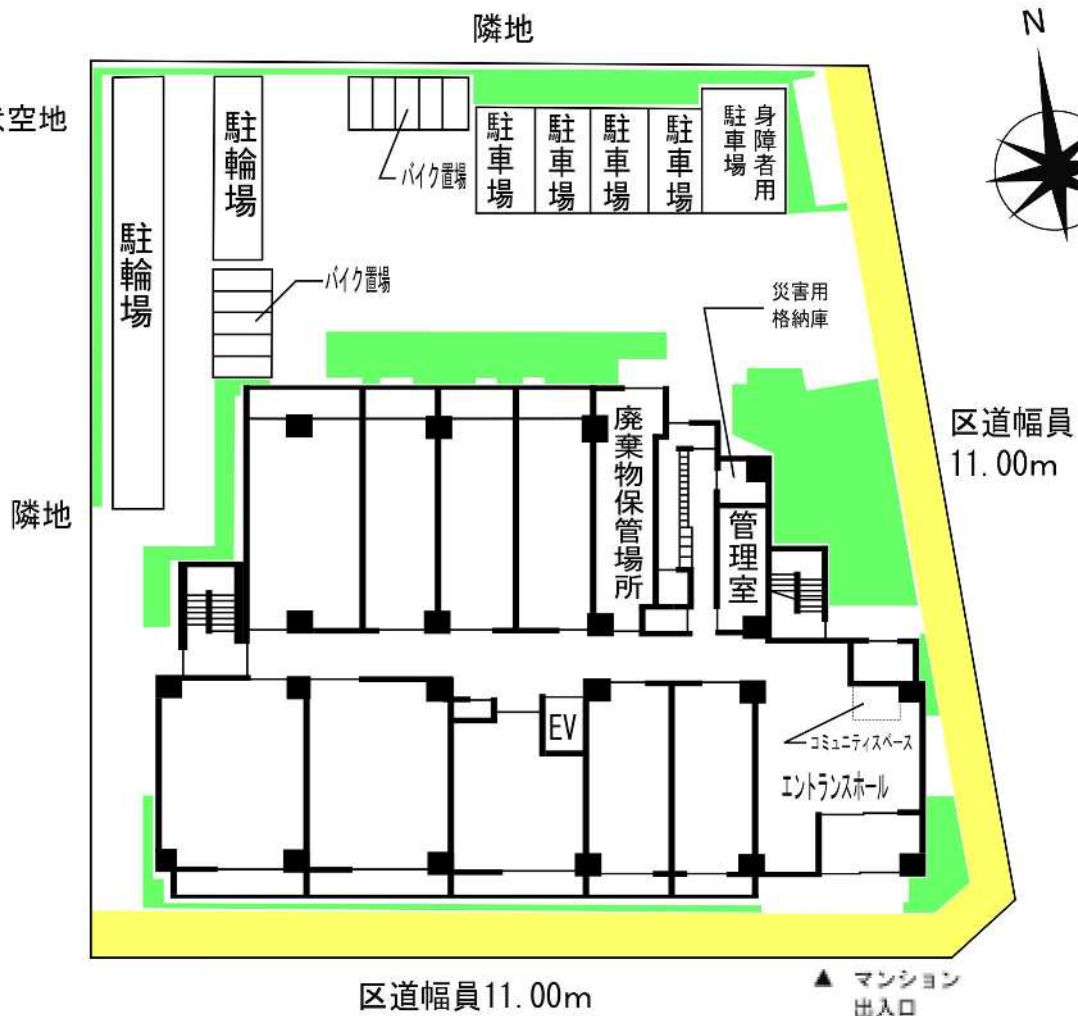 隣地
N
空地
駐輪場
駐輪場
バイク置場
駐車場
駐車場
駐車場
駐車場
身障者用
駐車場
バイク置場
災害用
格納庫
区道幅員
11.00m
隣地
廃棄物保管場所
管理室
EV
コミュニティスペース
エントランスホール
区道幅員11.00m
▲ マンション
出入口